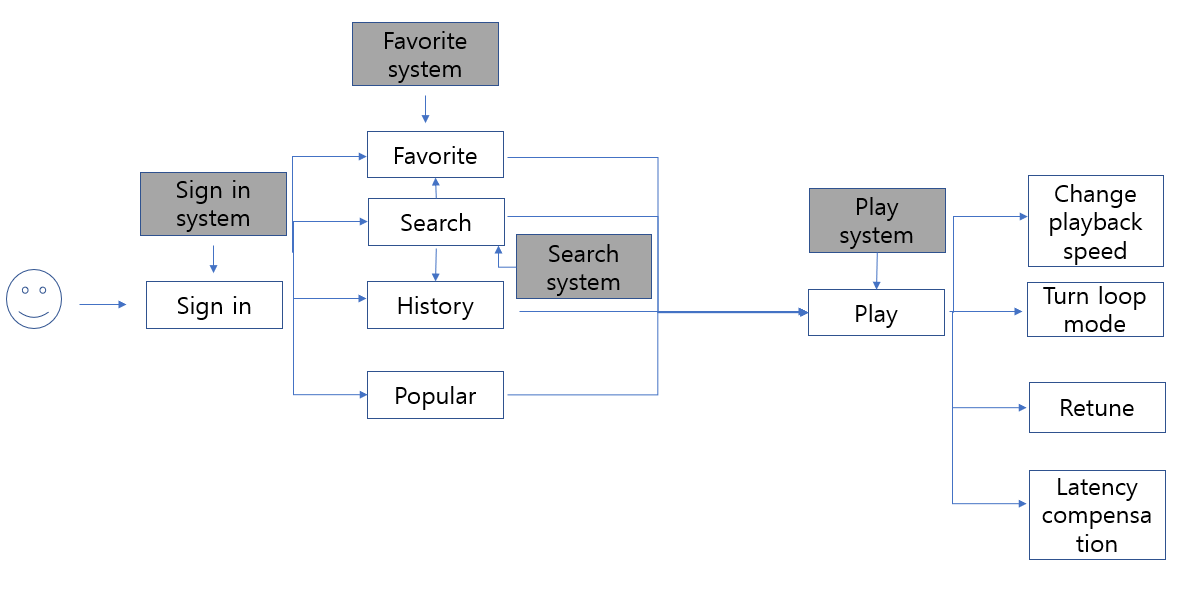 Favorite
system
Favorite
Sign in
system
Search
Search
system
Sign in
History
Popular
Play
system
Play
Change
playback
speed
Turn loop
mode
Retune
Latency
compensa
tion